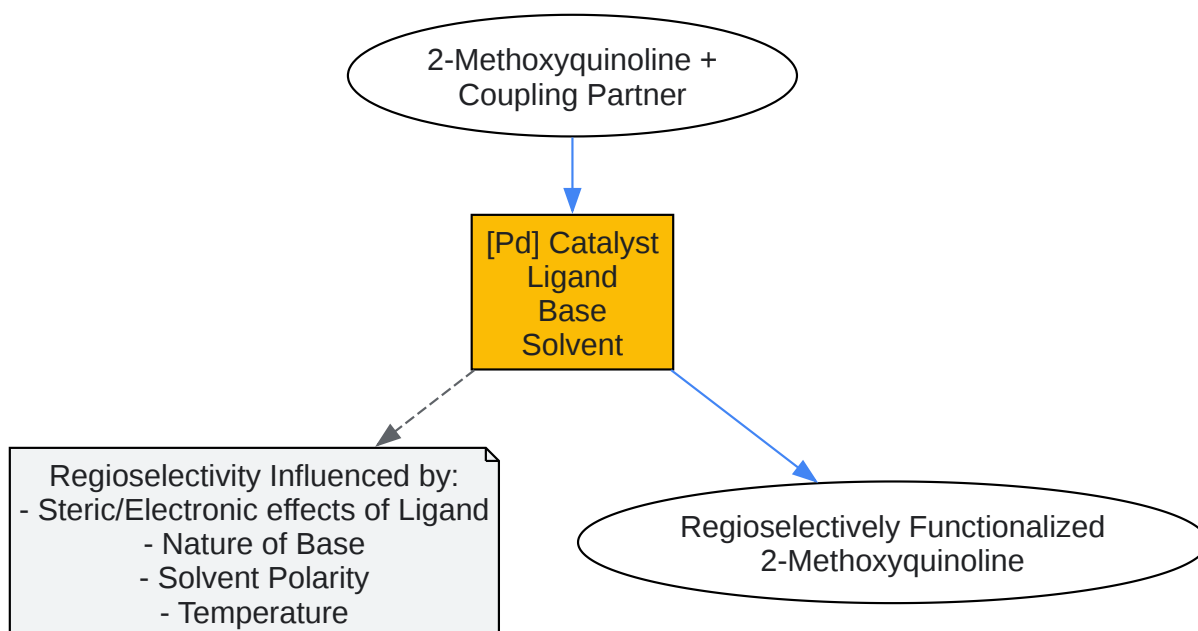 2-Methoxyquinoline +
Coupling Partner
[Pd] Catalyst
Ligand
Base
Solvent
Regioselectivity Influenced by:
- Steric/Electronic effects of Ligand
- Nature of Base
- Solvent Polarity
- Temperature
Regioselectively Functionalized
2-Methoxyquinoline